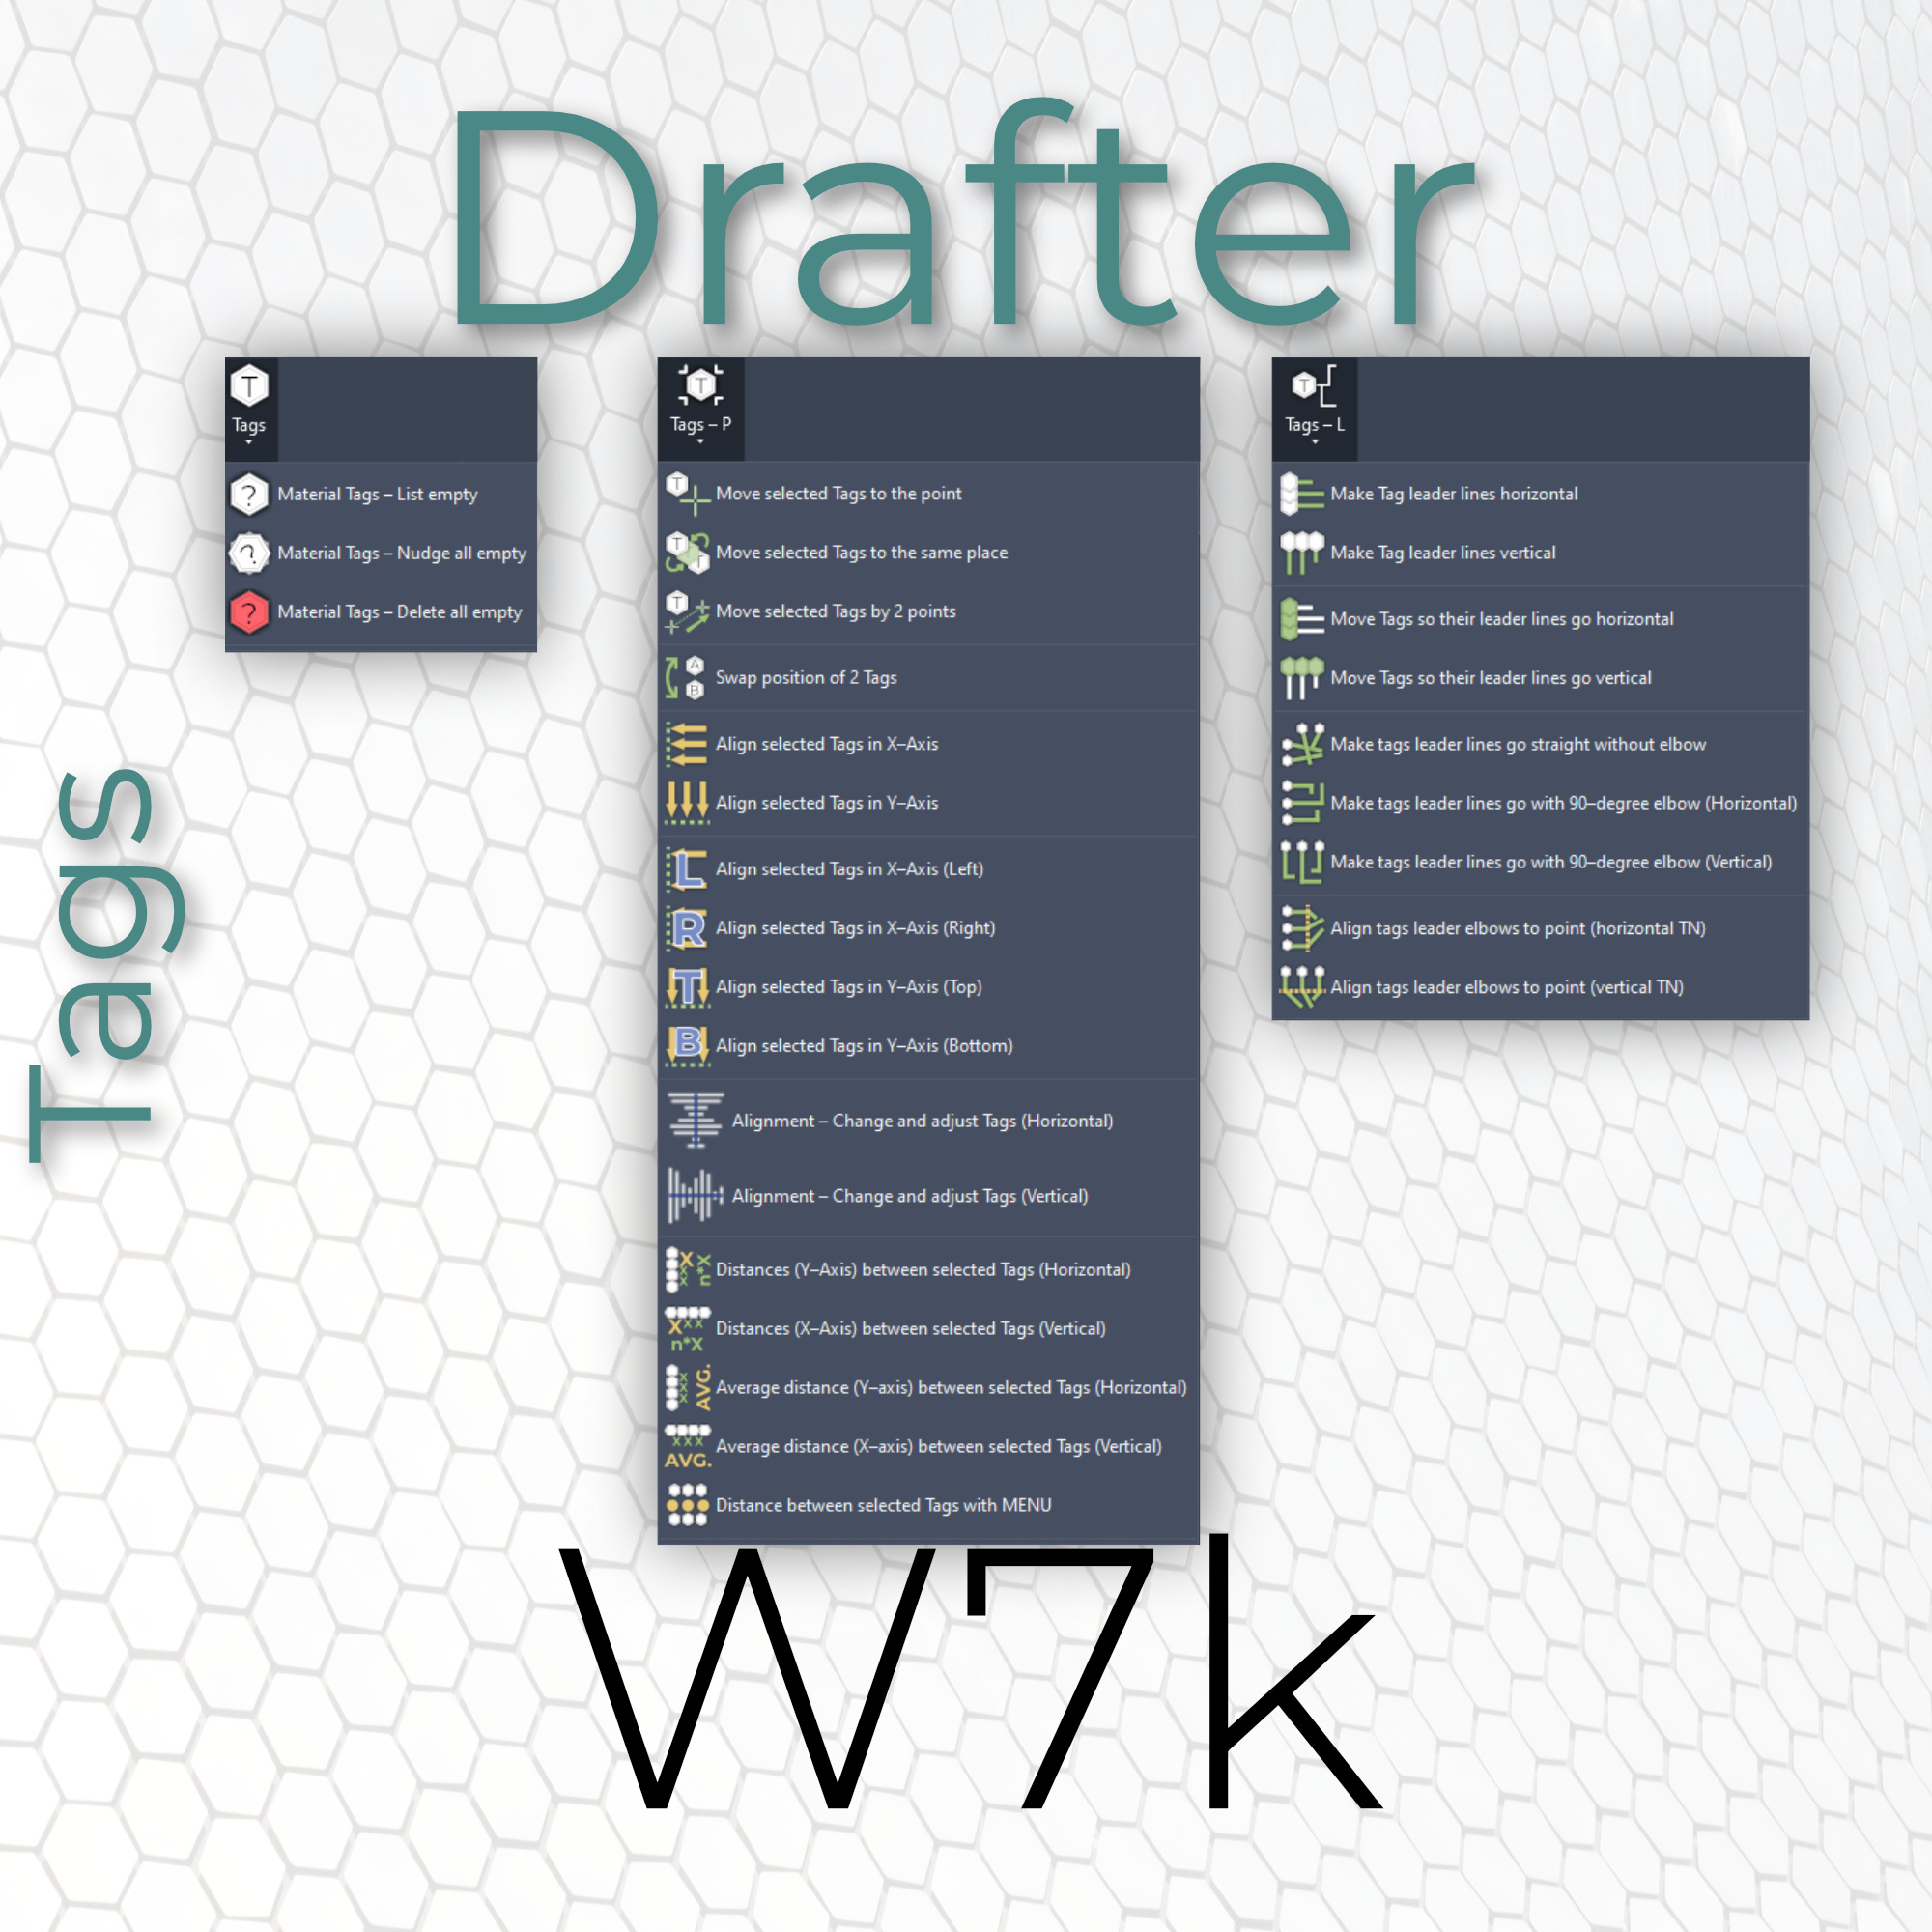 Drafter
Tags
Tags
Material Tags – List empty
Material Tags – Nudge all empty
Material Tags – Delete all empty
Tags – P
Move selected Tags to the point
Move selected Tags to the same place
Move selected Tags by 2 points
Swap position of 2 Tags
Align selected Tags in X–Axis
Align selected Tags in Y–Axis
Align selected Tags in X–Axis (Left)
Align selected Tags in X–Axis (Right)
Align selected Tags in Y–Axis (Top)
Align selected Tags in Y–Axis (Bottom)
Alignment – Change and adjust Tags (Horizontal)
Alignment – Change and adjust Tags (Vertical)
Distances (Y–Axis) between selected Tags (Horizontal)
Distances (X–Axis) between selected Tags (Vertical)
Average distance (Y–axis) between selected Tags (Horizontal)
Average distance (X–axis) between selected Tags (Vertical)
Distance between selected Tags with MENU
Tags – L
Make Tag leader lines horizontal
Make Tag leader lines vertical
Move Tags so their leader lines go horizontal
Move Tags so their leader lines go vertical
Make tags leader lines go straight without elbow
Make tags leader lines go with 90–degree elbow (Horizontal)
Make tags leader lines go with 90–degree elbow (Vertical)
Align tags leader elbows to point (horizontal TN)
Align tags leader elbows to point (vertical TN)
W7k